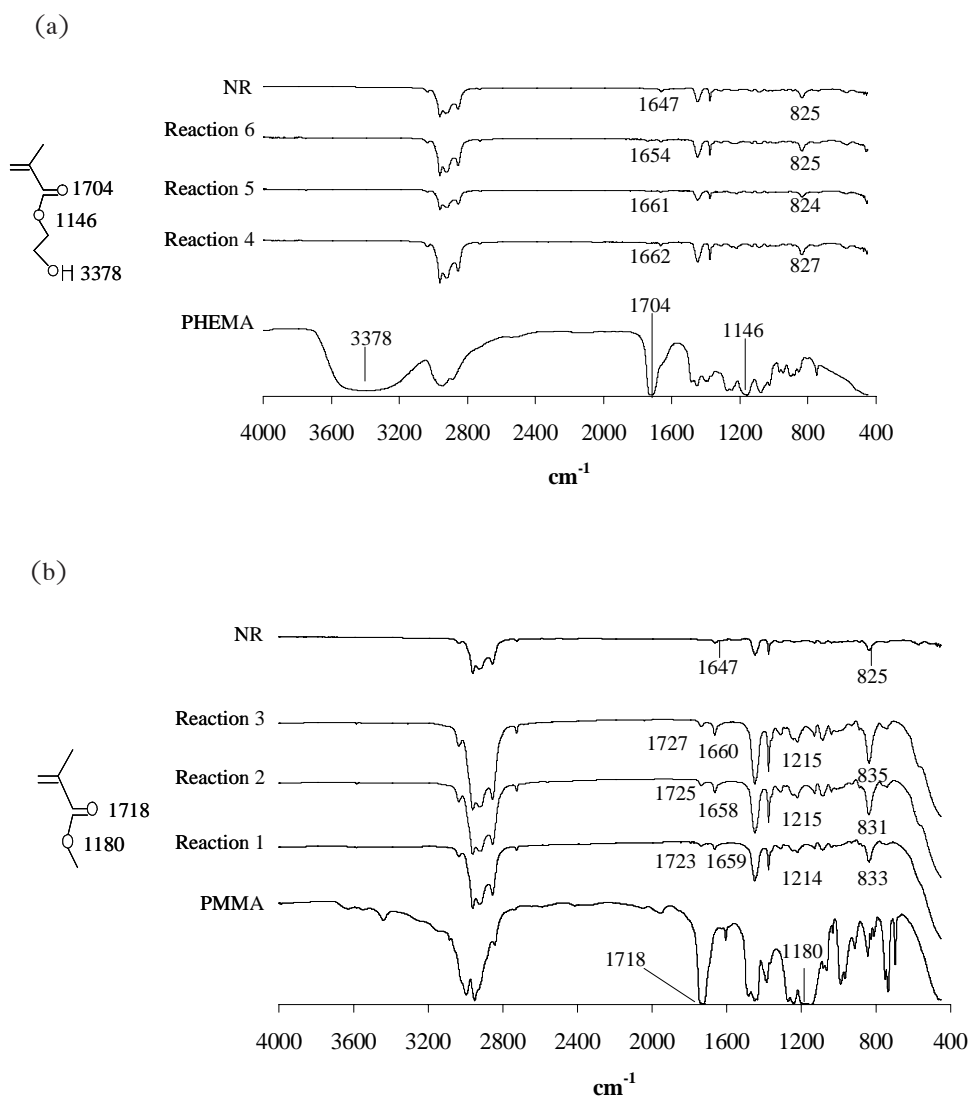 (a)
NR
1647
825
Reaction 6
1654
825
O 1704
Reaction 5
1661
824
O 1146
Reaction 4
1662
827
OH 3378
PHEMA
3378
1704
1146
4000 3600 3200 2800 2400 2000 1600 1200 800 400
cm-1
(b)
NR
1647
825
Reaction 3
1727 1660 1215 835
Reaction 2
1725 1658 1215 831
O 1718
O 1180
Reaction 1
1723 1659 1214 833
PMMA
1718
1180
4000 3600 3200 2800 2400 2000 1600 1200 800 400
cm-1